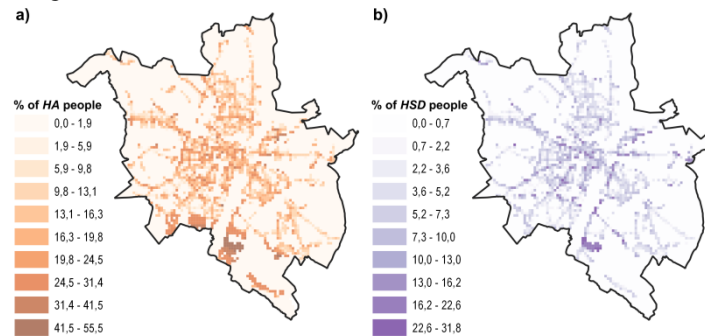 a)
% of HA people
0,0 - 1,9
1,9 - 5,9
5,9 - 9,8
9,8 - 13,1
13,1 - 16,3
16,3 - 19,8
19,8 - 24,5
24,5 - 31,4
31,4 - 41,5
41,5 - 55,5
b)
% of HSD people
0,0 - 0,7
0,7 - 2,2
2,2 - 3,6
3,6 - 5,2
5,2 - 7,3
7,3 - 10,0
10,0 - 13,0
13,0 - 16,2
16,2 - 22,6
22,6 - 31,8